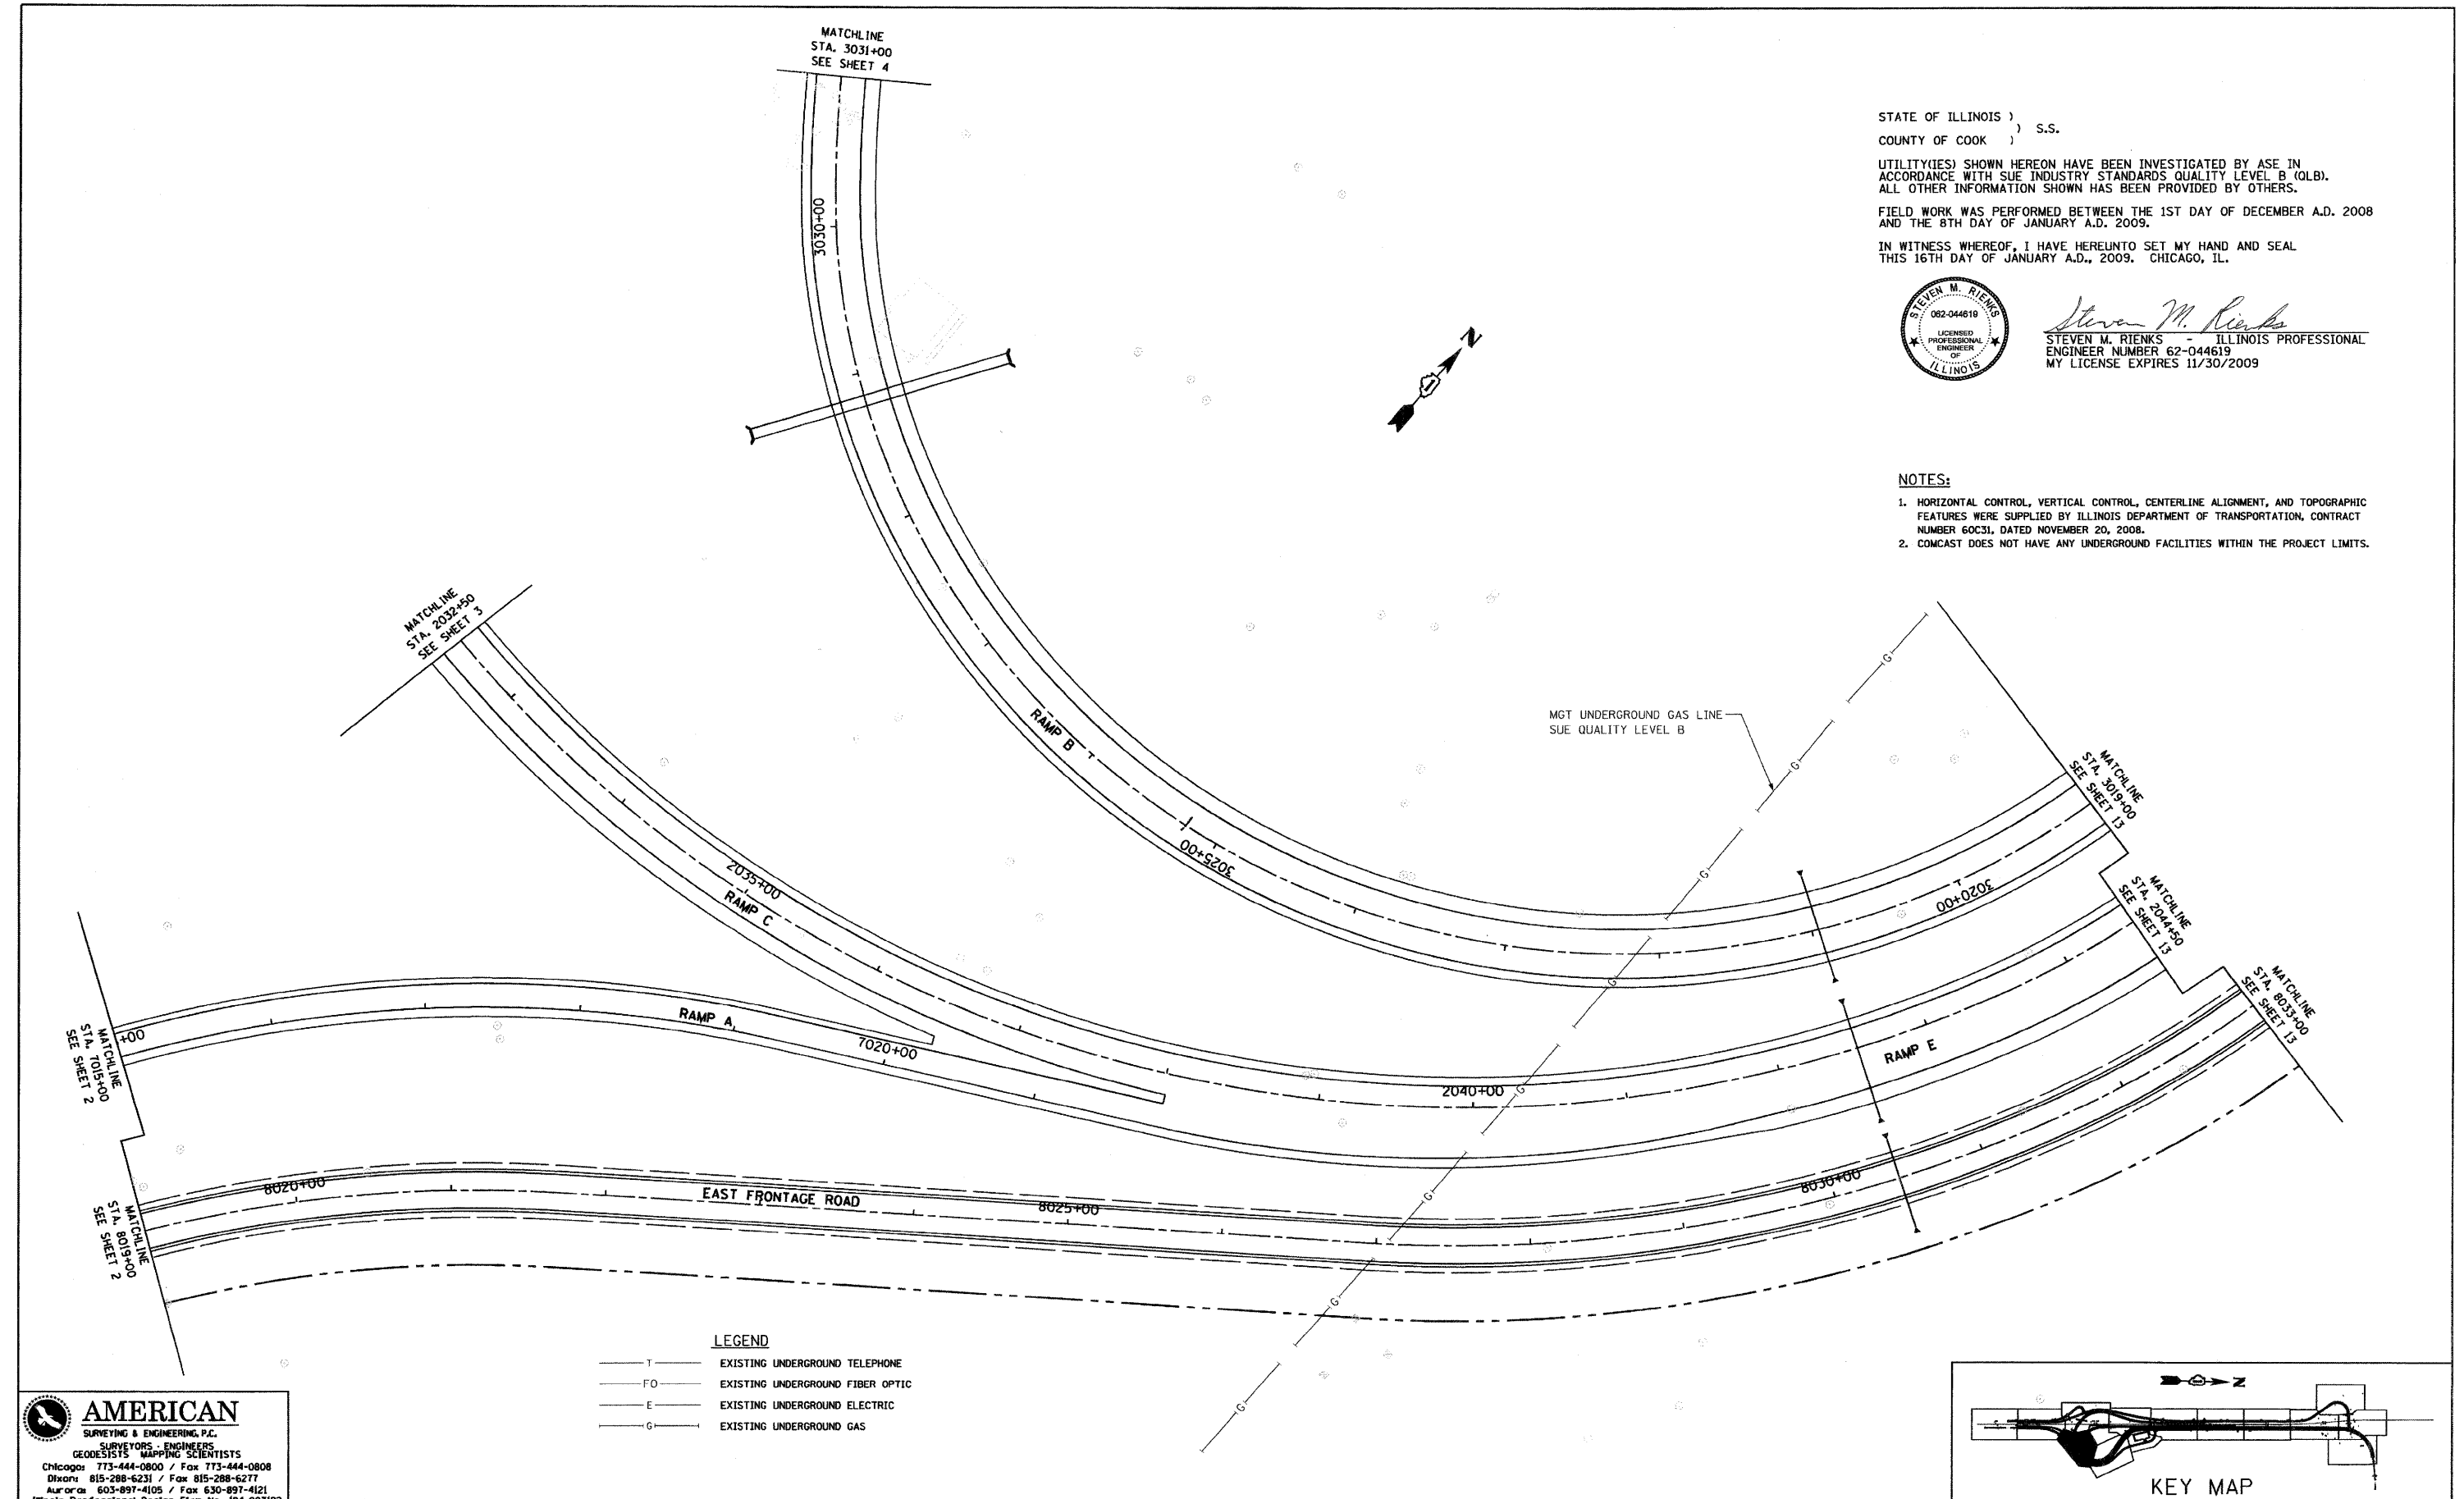 MATCHLINE
STA. 3031+00
SEE SHEET 4
STATE OF ILLINOIS )
) S.S.
COUNTY OF COOK )
UTILITY(IES) SHOWN HEREON HAVE BEEN INVESTIGATED BY ASE IN
ACCORDANCE WITH SUE INDUSTRY STANDARDS QUALITY LEVEL B (QLB).
ALL OTHER INFORMATION SHOWN HAS BEEN PROVIDED BY OTHERS.
FIELD WORK WAS PERFORMED BETWEEN THE 1ST DAY OF DECEMBER A.D. 2008
AND THE 8TH DAY OF JANUARY A.D. 2009.
IN WITNESS WHEREOF, I HAVE HEREUNTO SET MY HAND AND SEAL
THIS 16TH DAY OF JANUARY A.D., 2009. CHICAGO, IL.
STEVEN M. RIENKS
062-044619
LICENSED
PROFESSIONAL
ENGINEER
OF
ILLINOIS
Steven M. Rienks
STEVEN M. RIENKS - ILLINOIS PROFESSIONAL
ENGINEER NUMBER 62-044619
MY LICENSE EXPIRES 11/30/2009
3030+00
N
NOTES:
1. HORIZONTAL CONTROL, VERTICAL CONTROL, CENTERLINE ALIGNMENT, AND TOPOGRAPHIC
FEATURES WERE SUPPLIED BY ILLINOIS DEPARTMENT OF TRANSPORTATION, CONTRACT
NUMBER 60C31, DATED NOVEMBER 20, 2008.
2. COMCAST DOES NOT HAVE ANY UNDERGROUND FACILITIES WITHIN THE PROJECT LIMITS.
MATCHLINE
STA. 2032+50
SEE SHEET 3
G
RAMP B
MGT UNDERGROUND GAS LINE
SUE QUALITY LEVEL B
G
MATCHLINE
STA. 3019+00
SEE SHEET 13
3025+00
2035+00
RAMP C
G
3020+00
MATCHLINE
STA. 2044+50
SEE SHEET 13
G
MATCHLINE
STA. 8033+00
SEE SHEET 13
RAMP A
7020+00
+00
MATCHLINE
STA. 7015+00
SEE SHEET 2
RAMP E
2040+00
G
8020+00
EAST FRONTAGE ROAD
8025+00
G
8030+00
MATCHLINE
STA. 8019+00
SEE SHEET 2
G
G
LEGEND
T EXISTING UNDERGROUND TELEPHONE
FO EXISTING UNDERGROUND FIBER OPTIC
E EXISTING UNDERGROUND ELECTRIC
G EXISTING UNDERGROUND GAS
AMERICAN
SURVEYING & ENGINEERING, P.C.
SURVEYORS · ENGINEERS
GEODESISTS MAPPING SCIENTISTS
Chicago: 773-444-0800 / Fax 773-444-0808
Dixon: 815-288-6231 / Fax 815-288-6277
Aurora: 603-897-4105 / Fax 630-897-4121
N
KEY MAP